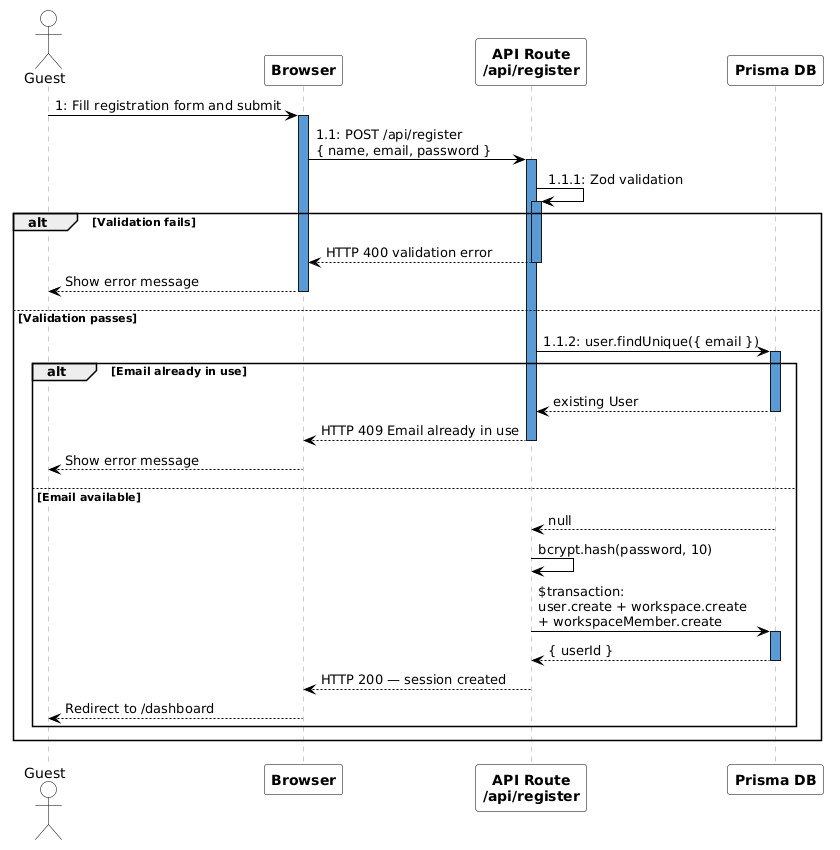 Guest
Browser
API Route
/api/register
Prisma DB
1: Fill registration form and submit
1.1: POST /api/register
{ name, email, password }
1.1.1: Zod validation
alt
[Validation fails]
HTTP 400 validation error
Show error message
[Validation passes]
1.1.2: user.findUnique({ email })
alt
[Email already in use]
existing User
HTTP 409 Email already in use
Show error message
[Email available]
null
bcrypt.hash(password, 10)
$transaction:
user.create + workspace.create
+ workspaceMember.create
{ userId }
HTTP 200 — session created
Redirect to /dashboard
Guest
Browser
API Route
/api/register
Prisma DB